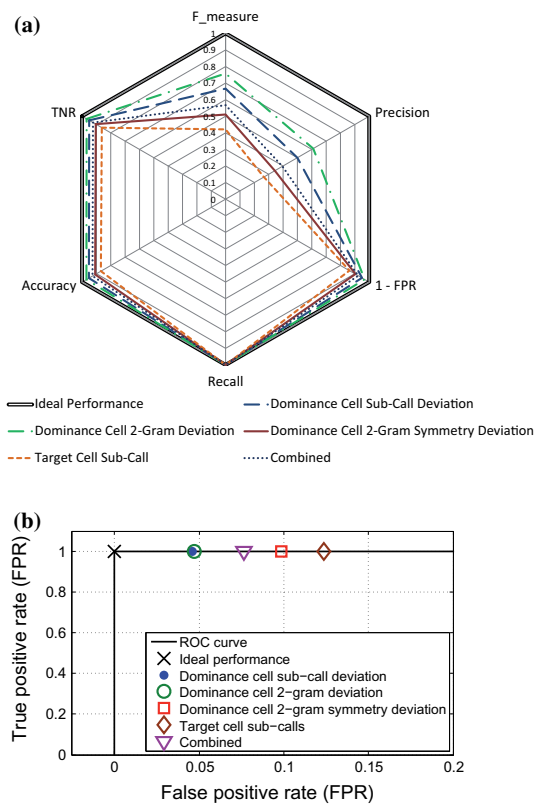 (a)
F_measure
1
0.9
0.8
0.7
0.6
0.5
0.4
0.3
0.2
0.1
0
TNR
Precision
Accuracy
1 - FPR
Recall
Ideal Performance
Dominance Cell Sub-Call Deviation
Dominance Cell 2-Gram Deviation
Dominance Cell 2-Gram Symmetry Deviation
Target Cell Sub-Call
Combined
(b)
True positive rate (FPR)
1
0.8
0.6
0.4
0.2
0
ROC curve
Ideal performance
Dominance cell sub-call deviation
Dominance cell 2-gram deviation
Dominance cell 2-gram symmetry deviation
Target cell sub-calls
Combined
0 0.05 0.1 0.15 0.2
False positive rate (FPR)